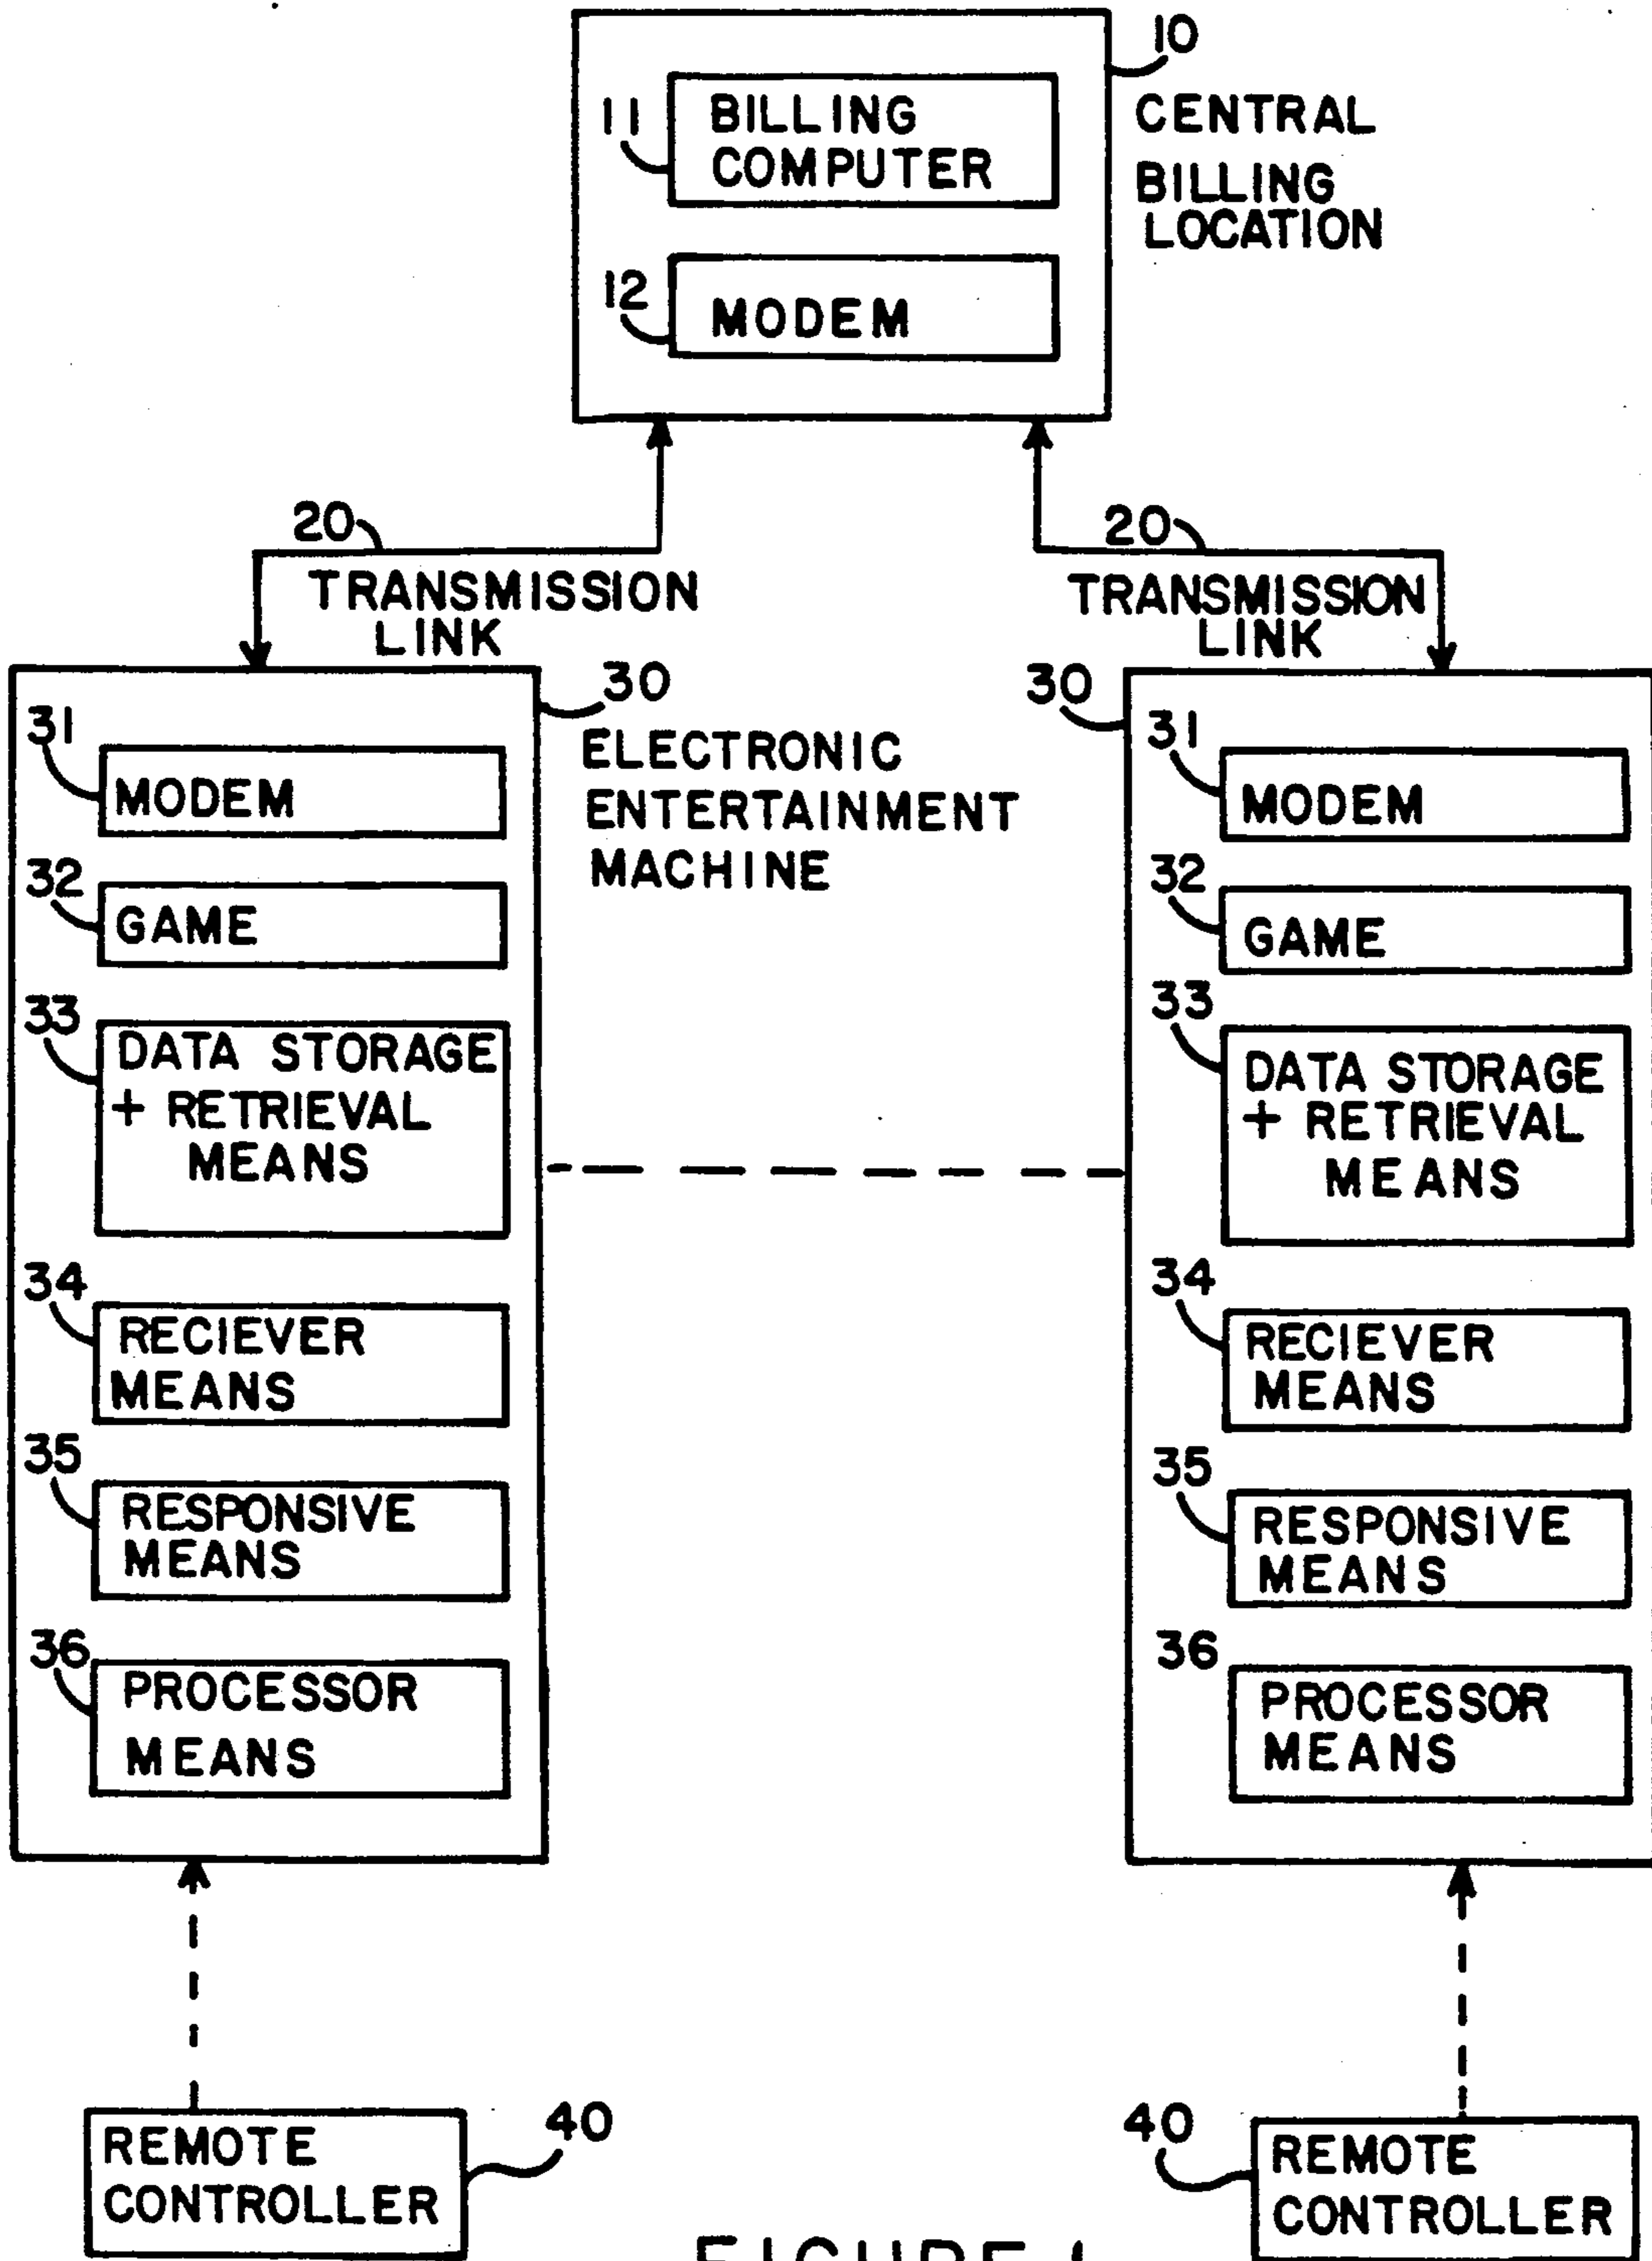 10
CENTRAL
BILLING
LOCATION
11
BILLING
COMPUTER
12
MODEM
20
TRANSMISSION
LINK
20
TRANSMISSION
LINK
30
ELECTRONIC
ENTERTAINMENT
MACHINE
31
MODEM
32
GAME
33
DATA STORAGE
+ RETRIEVAL
MEANS
34
RECIEVER
MEANS
35
RESPONSIVE
MEANS
36
PROCESSOR
MEANS
30
31
MODEM
32
GAME
33
DATA STORAGE
+ RETRIEVAL
MEANS
34
RECIEVER
MEANS
35
RESPONSIVE
MEANS
36
PROCESSOR
MEANS
REMOTE
CONTROLLER
40
40
REMOTE
CONTROLLER
FIGURE 1